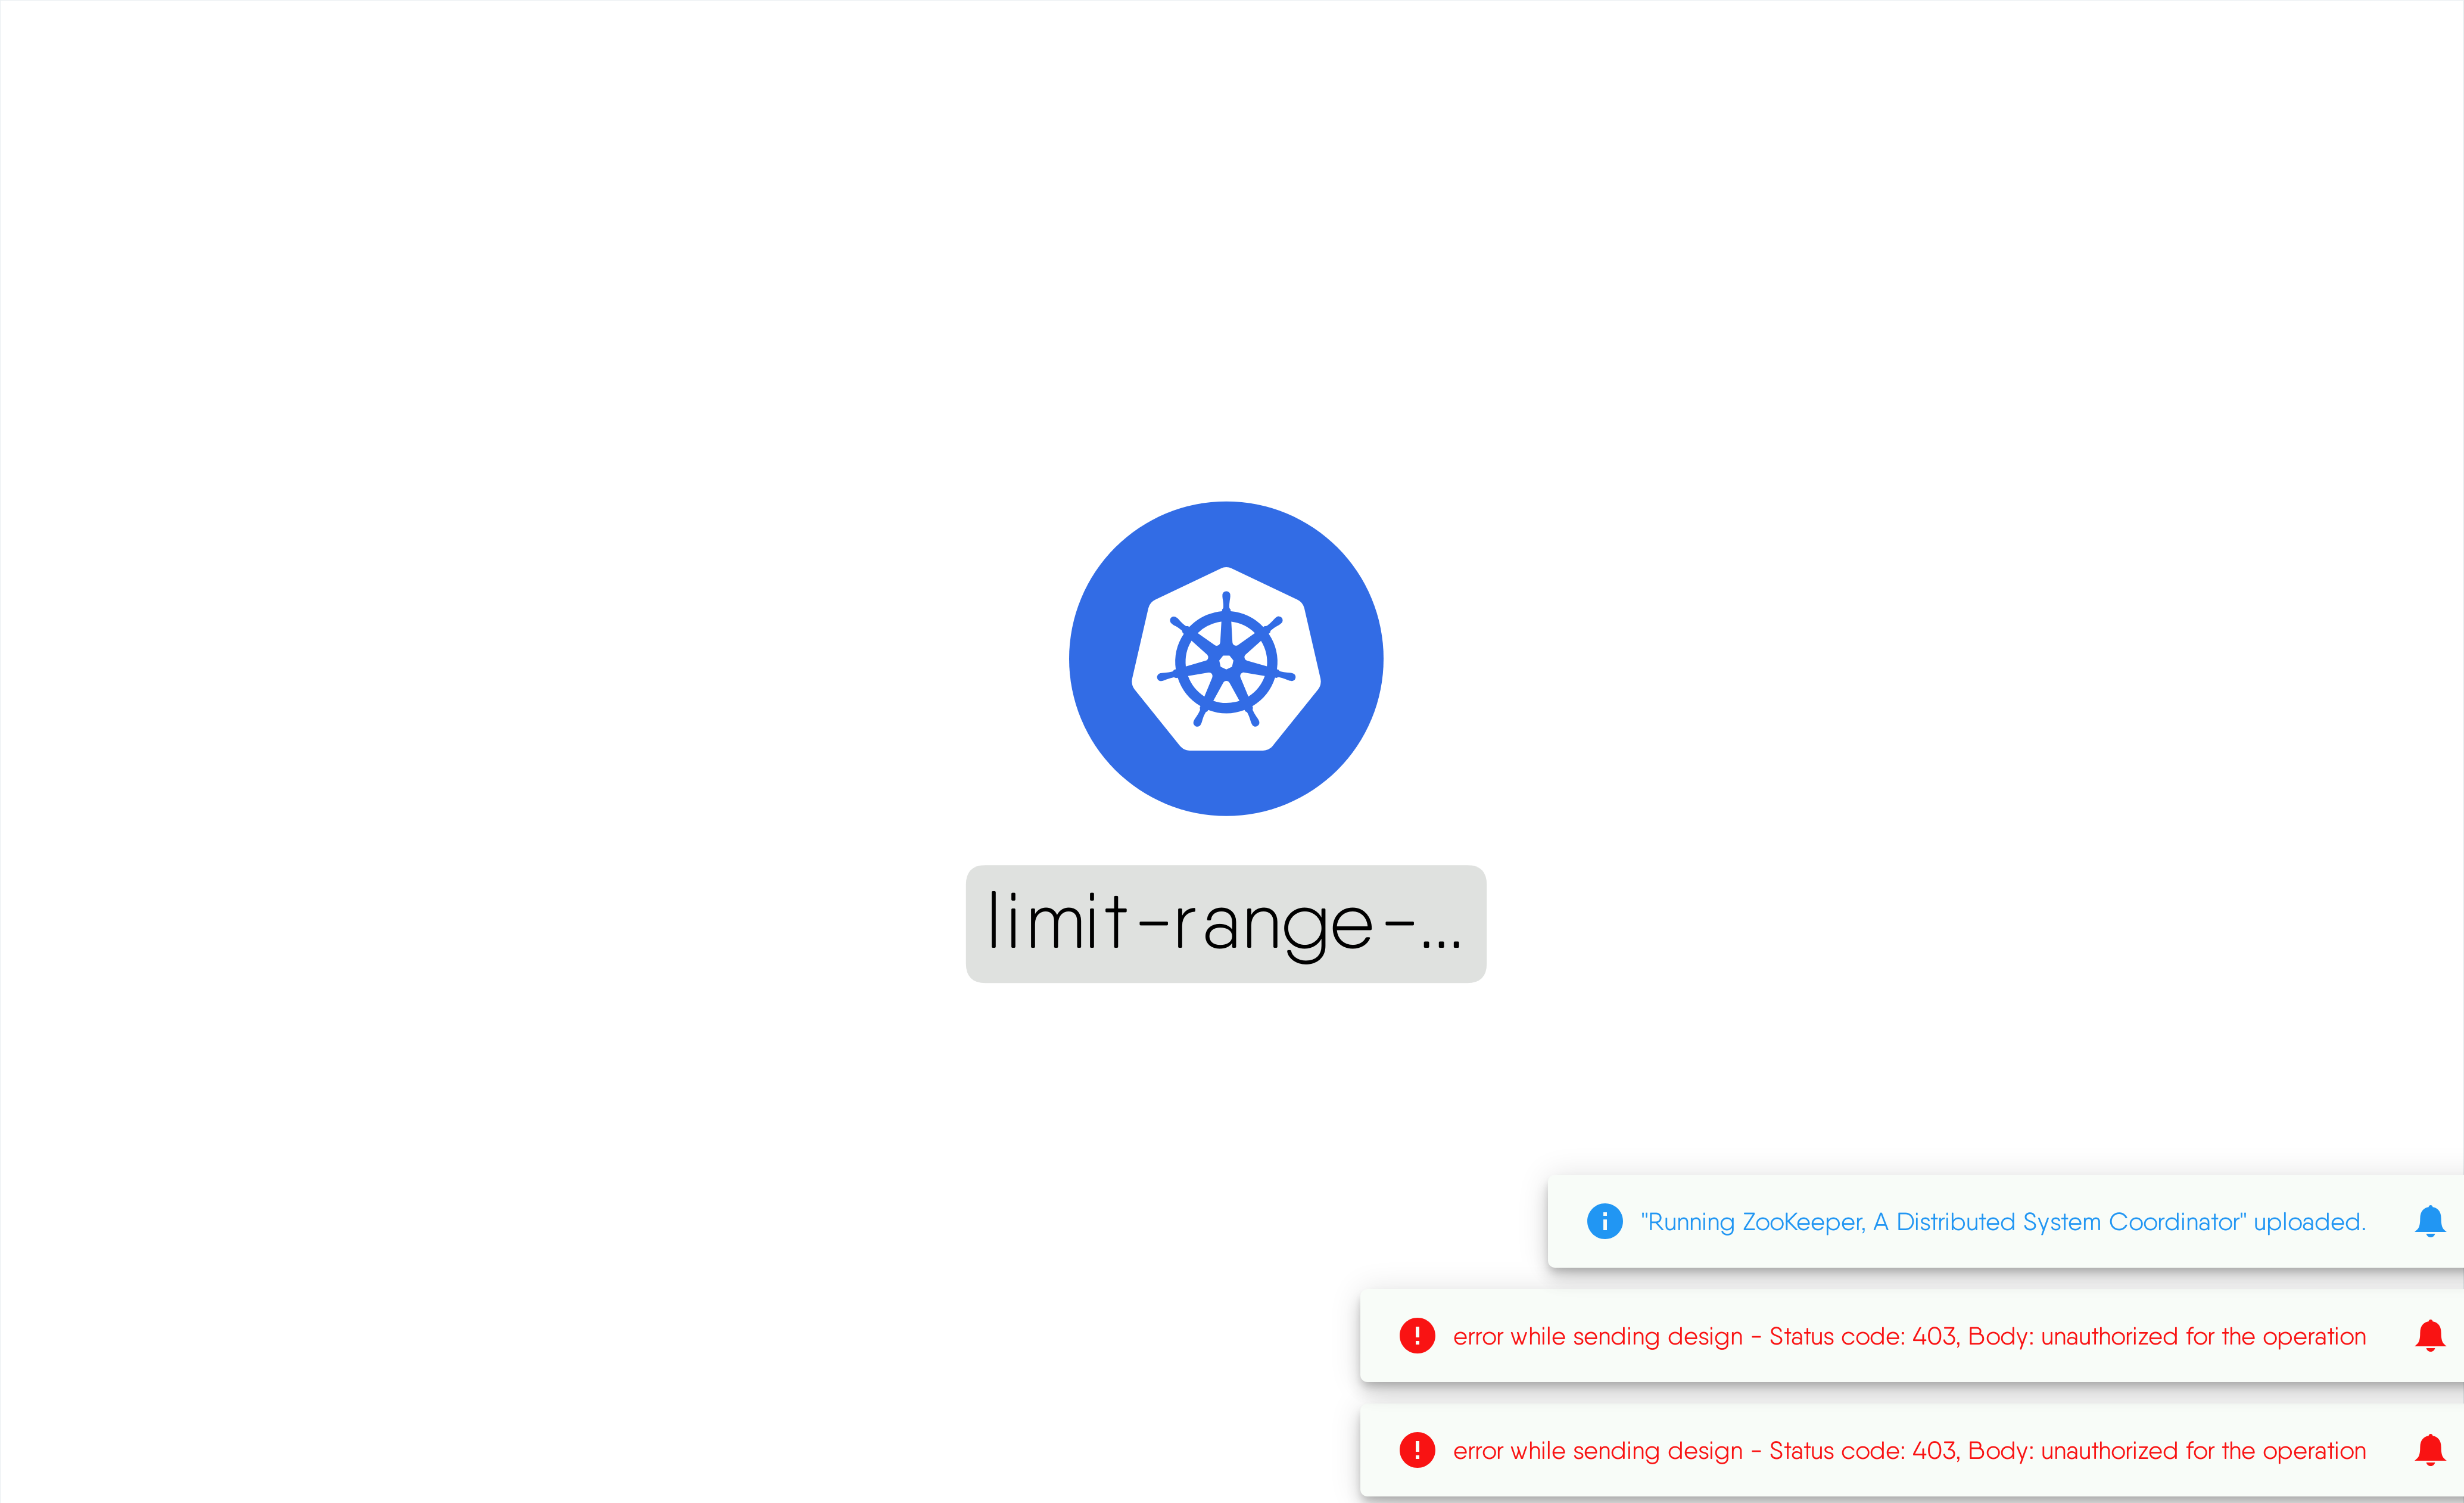 limit-range-...
"Running ZooKeeper, A Distributed System Coordinator" uploaded.
error while sending design - Status code: 403, Body: unauthorized for the operation
error while sending design - Status code: 403, Body: unauthorized for the operation